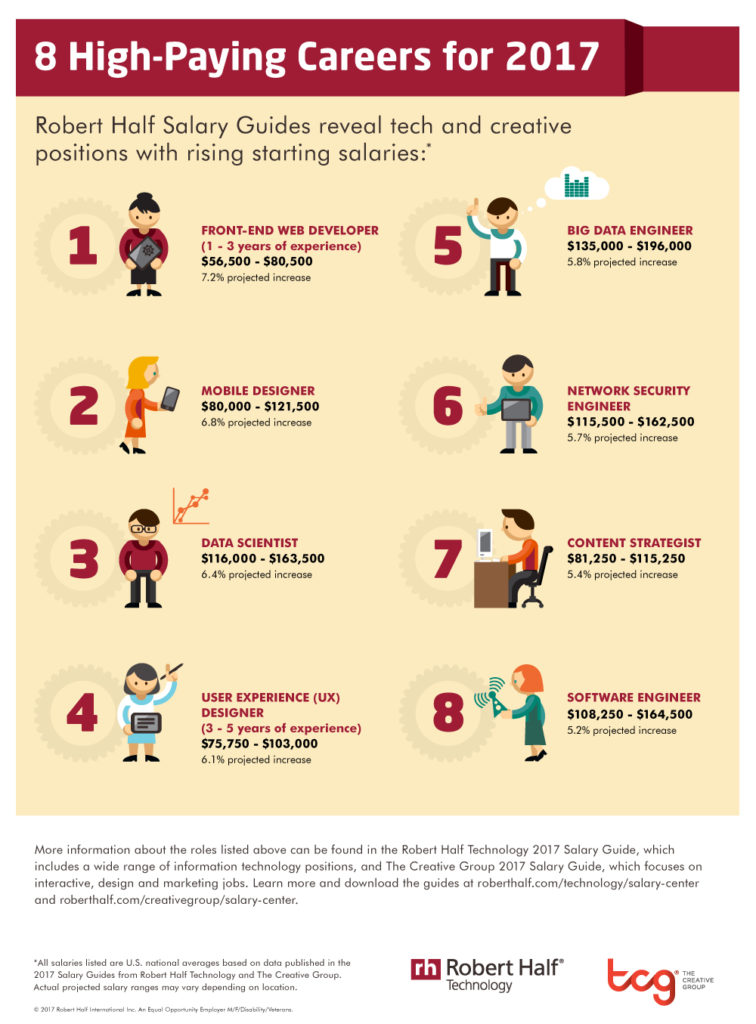 8 High-Paying Careers for 2017
Robert Half Salary Guides reveal tech and creative
positions with rising starting salaries:*
1
FRONT-END WEB DEVELOPER
(1 - 3 years of experience)
$56,500 - $80,500
7.2% projected increase
2
MOBILE DESIGNER
$80,000 - $121,500
6.8% projected increase
3
DATA SCIENTIST
$116,000 - $163,500
6.4% projected increase
4
USER EXPERIENCE (UX)
DESIGNER
(3 - 5 years of experience)
$75,750 - $103,000
6.1% projected increase
5
BIG DATA ENGINEER
$135,000 - $196,000
5.8% projected increase
6
NETWORK SECURITY
ENGINEER
$115,500 - $162,500
5.7% projected increase
7
CONTENT STRATEGIST
$81,250 - $115,250
5.4% projected increase
8
SOFTWARE ENGINEER
$108,250 - $164,500
5.2% projected increase
More information about the roles listed above can be found in the Robert Half Technology 2017 Salary Guide, which
includes a wide range of information technology positions, and The Creative Group 2017 Salary Guide, which focuses on
interactive, design and marketing jobs. Learn more and download the guides at roberthalf.com/technology/salary-center
and roberthalf.com/creativegroup/salary-center.
*All salaries listed are U.S. national averages based on data published in the
2017 Salary Guides from Robert Half Technology and The Creative Group.
Actual projected salary ranges may vary depending on location.
© 2017 Robert Half International Inc. An Equal Opportunity Employer M/F/Disability/Veterans.
rh Robert Half®
Technology
tcg® THE
CREATIVE
GROUP